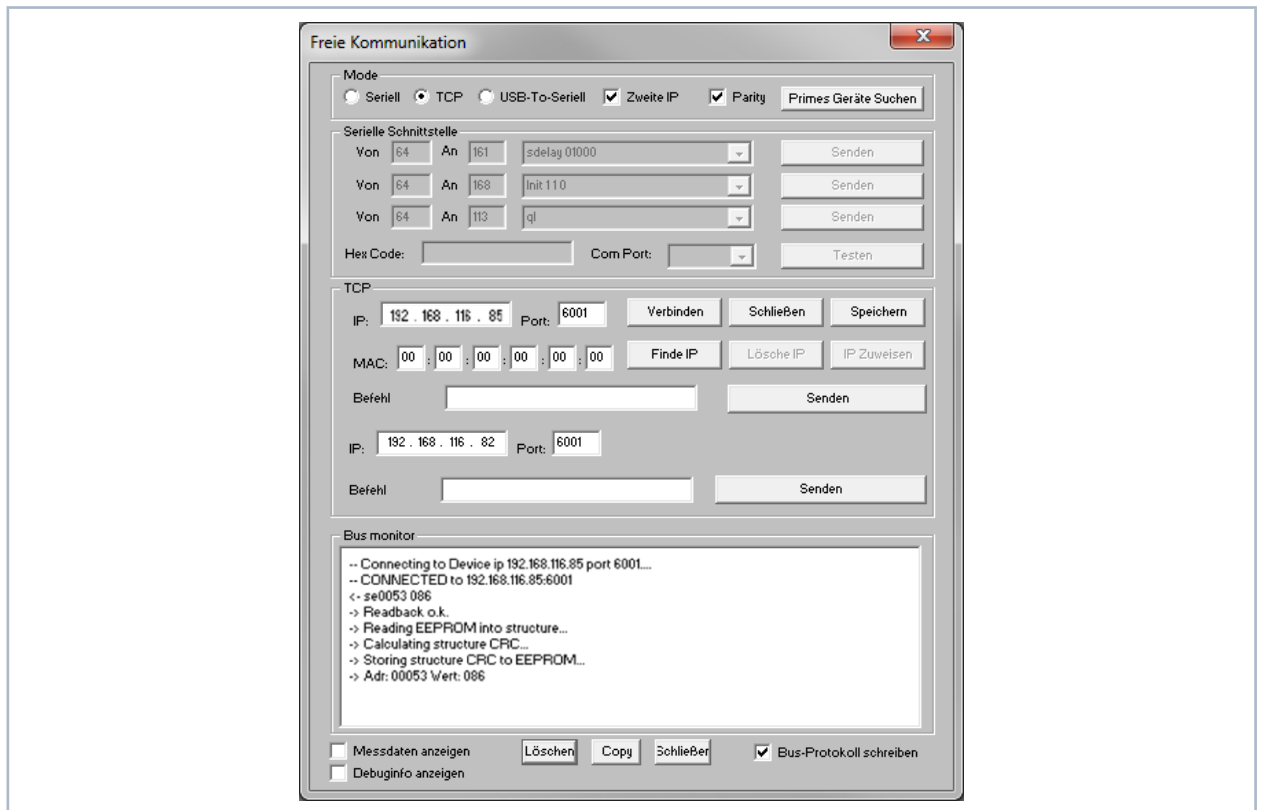 Freie Kommunikation
Mode
Seriell TCP USB-To-Seriell Zweite IP Parity Primes Geräte Suchen
Serielle Schnittstelle
Von 64 An 161 sdelay 01000 Senden
Von 64 An 168 Init 1 1 0 Senden
Von 64 An 113 ql Senden
Hex Code: Com Port: Testen
TCP
IP: 192 . 168 . 116 . 85 Port: 6001 Verbinden Schließen Speichern
MAC: 00 : 00 : 00 : 00 : 00 : 00 Finde IP Lösche IP IP Zuweisen
Befehl Senden
IP: 192 . 168 . 116 . 82 Port: 6001
Befehl Senden
Bus monitor
-- Connecting to Device ip 192.168.116.85 port 6001....
-- CONNECTED to 192.168.116.85:6001
<- se0053 086
-> Readback o.k.
-> Reading EEPROM into structure...
-> Calculating structure CRC...
-> Storing structure CRC to EEPROM...
-> Adr: 00053 Wert: 086
Messdaten anzeigen Löschen Copy Schließer Bus-Protokoll schreiben
Debuginfo anzeigen